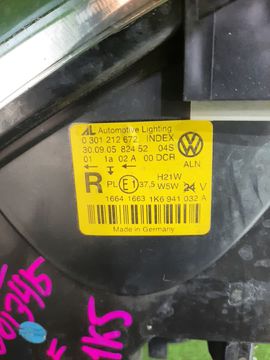 AL Automotive Lighting
0 301 212 672 INDEX
30.09.05 824 52 04S
01 1a 02 A 00 DCR
ALN
R PL E1 37,5 H21W W5W 24 V
1664 1663 1K6 941 032 A
Made in Germany
1K5